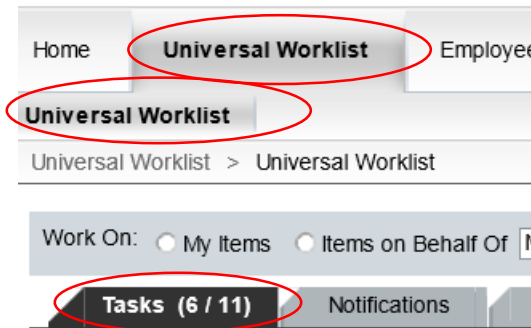 Home Universal Worklist Employee
Universal Worklist
Universal Worklist > Universal Worklist
Work On: My Items Items on Behalf Of
Tasks (6 / 11) Notifications